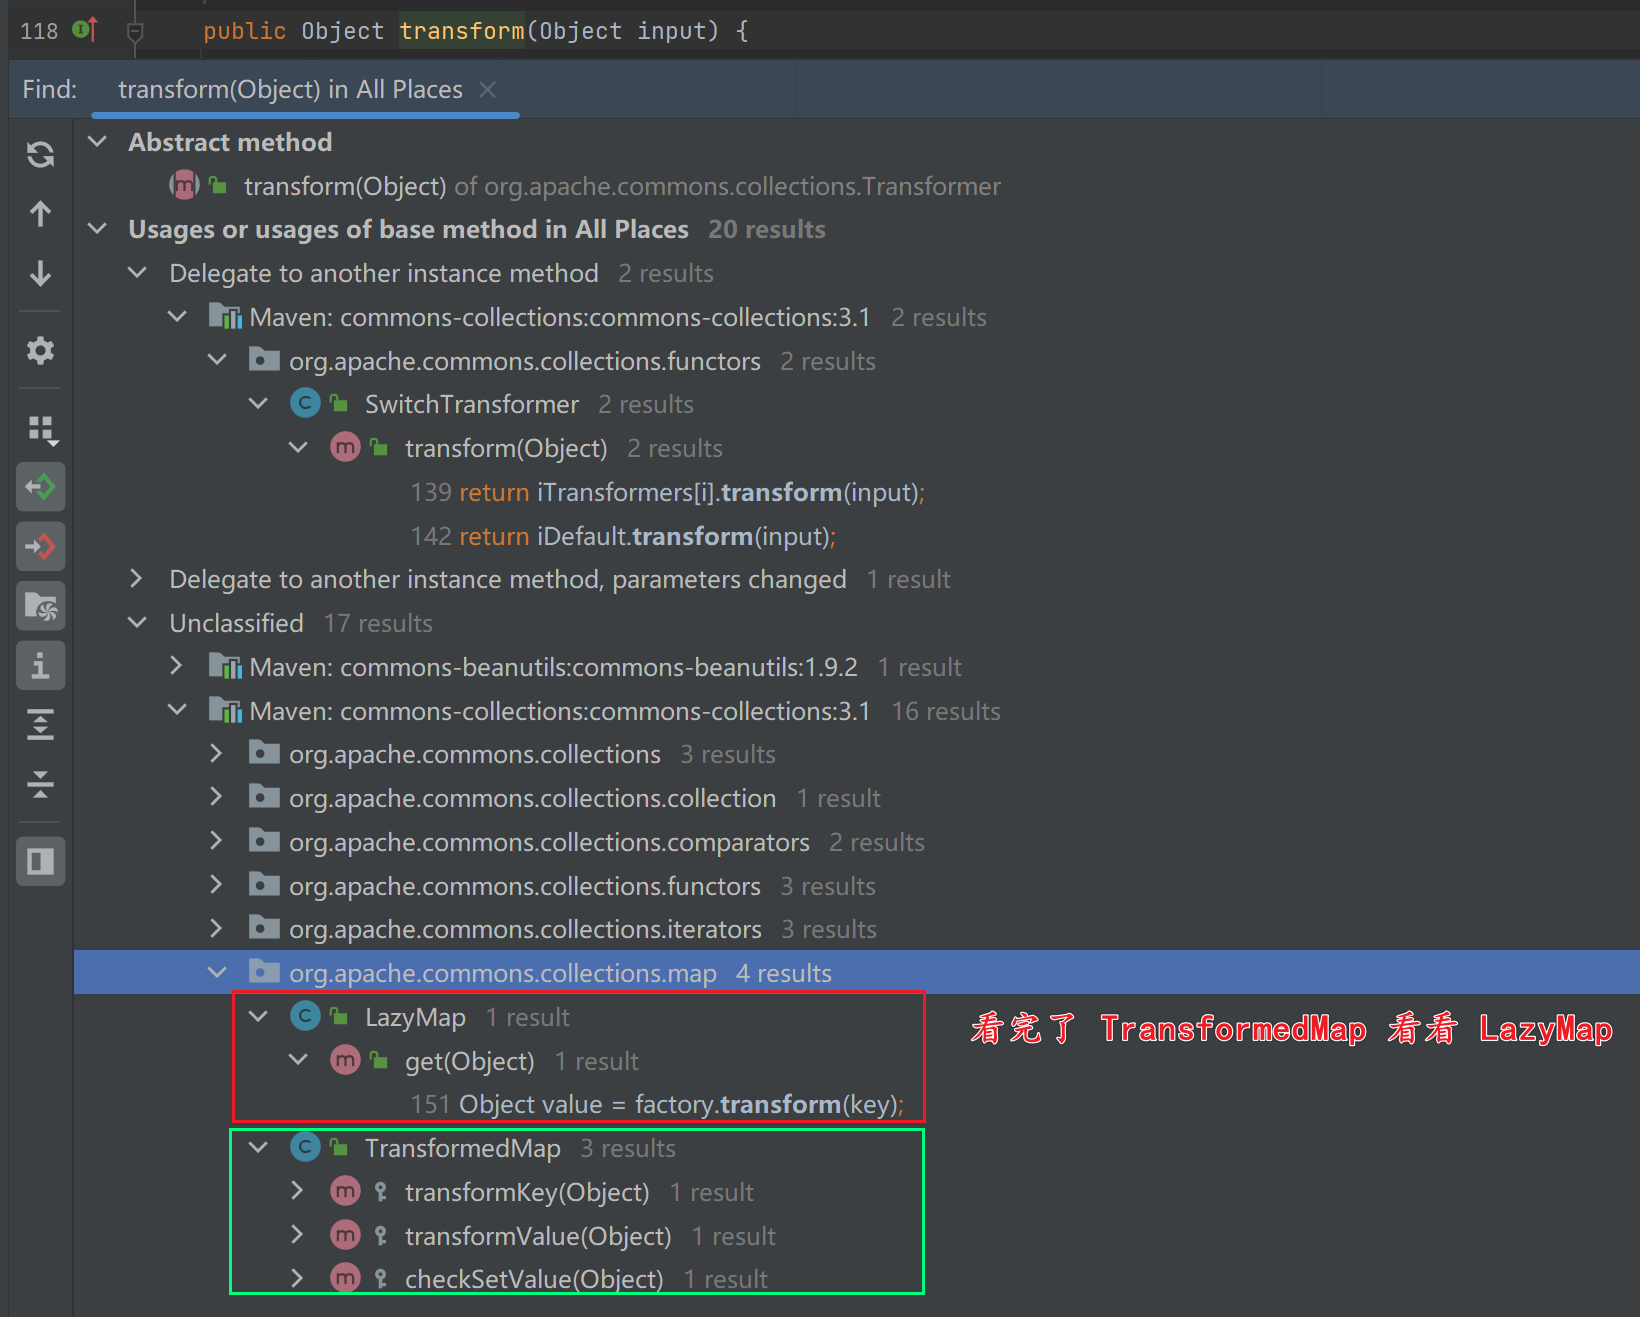 118 public Object transform(Object input) {
Find: transform(Object) in All Places
Abstract method
transform(Object) of org.apache.commons.collections.Transformer
Usages or usages of base method in All Places 20 results
Delegate to another instance method 2 results
Maven: commons-collections:commons-collections:3.1 2 results
org.apache.commons.collections.functors 2 results
SwitchTransformer 2 results
transform(Object) 2 results
139 return iTransformers[i].transform(input);
142 return iDefault.transform(input);
Delegate to another instance method, parameters changed 1 result
Unclassified 17 results
Maven: commons-beanutils:commons-beanutils:1.9.2 1 result
Maven: commons-collections:commons-collections:3.1 16 results
org.apache.commons.collections 3 results
org.apache.commons.collections.collection 1 result
org.apache.commons.collections.comparators 2 results
org.apache.commons.collections.functors 3 results
org.apache.commons.collections.iterators 3 results
org.apache.commons.collections.map 4 results
LazyMap 1 result
看完了 TransformedMap 看看 LazyMap
get(Object) 1 result
151 Object value = factory.transform(key);
TransformedMap 3 results
transformKey(Object) 1 result
transformValue(Object) 1 result
checkSetValue(Object) 1 result